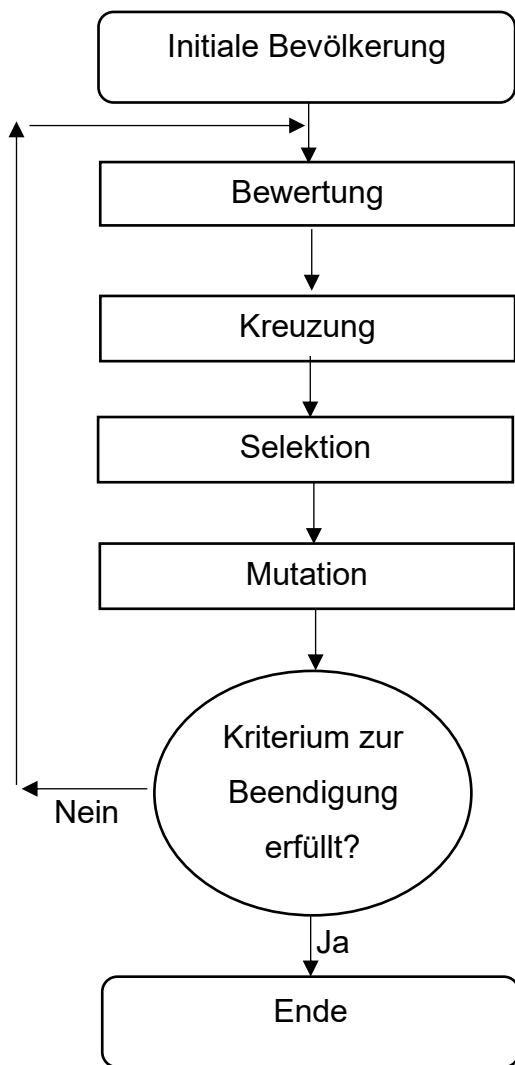 Initiale Bevölkerung
Bewertung
Kreuzung
Selektion
Mutation
Kriterium zur
Beendigung
erfüllt?
Nein
Ja
Ende